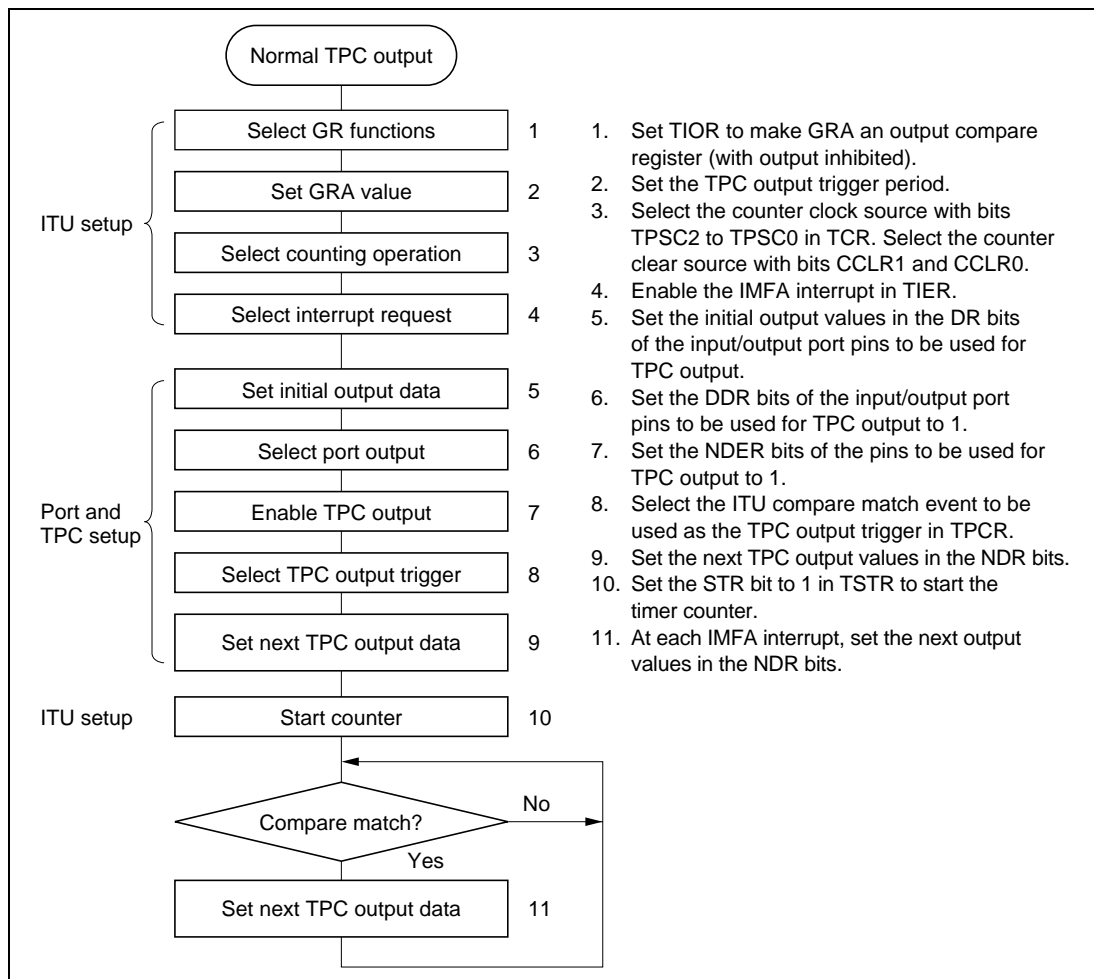 Normal TPC output
Select GR functions 1
Set GRA value 2
ITU setup
Select counting operation 3
Select interrupt request 4
Set initial output data 5
Select port output 6
Port and
TPC setup
Enable TPC output 7
Select TPC output trigger 8
Set next TPC output data 9
ITU setup
Start counter 10
Compare match?
No
Yes
Set next TPC output data 11
1. Set TIOR to make GRA an output compare
register (with output inhibited).
2. Set the TPC output trigger period.
3. Select the counter clock source with bits
TPSC2 to TPSC0 in TCR. Select the counter
clear source with bits CCLR1 and CCLR0.
4. Enable the IMFA interrupt in TIER.
5. Set the initial output values in the DR bits
of the input/output port pins to be used for
TPC output.
6. Set the DDR bits of the input/output port
pins to be used for TPC output to 1.
7. Set the NDER bits of the pins to be used for
TPC output to 1.
8. Select the ITU compare match event to be
used as the TPC output trigger in TPCR.
9. Set the next TPC output values in the NDR bits.
10. Set the STR bit to 1 in TSTR to start the
timer counter.
11. At each IMFA interrupt, set the next output
values in the NDR bits.